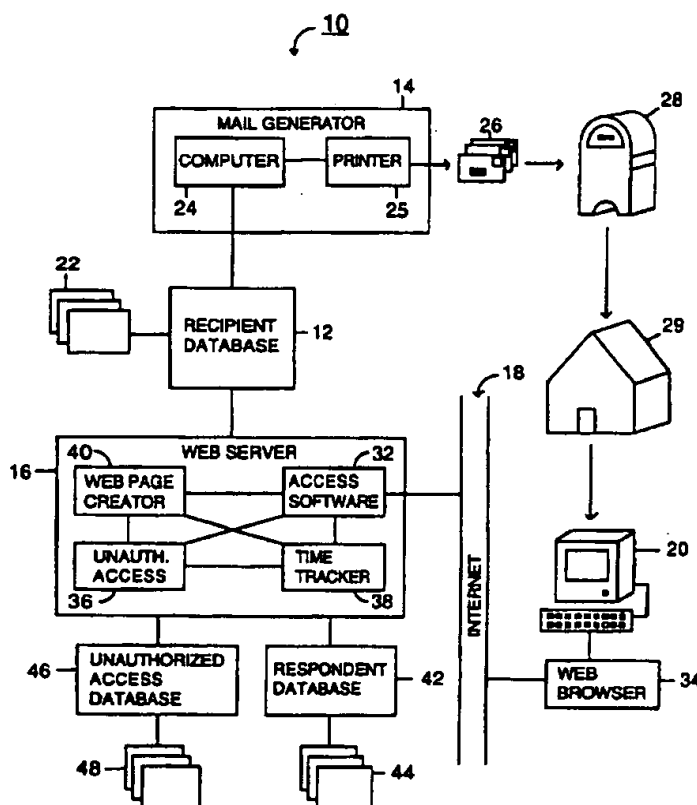 10
14
MAIL GENERATOR
COMPUTER
PRINTER
24
25
26
28
22
RECIPIENT
DATABASE
12
29
18
WEB SERVER
16
40
WEB PAGE
CREATOR
32
ACCESS
SOFTWARE
UNAUTH.
ACCESS
36
TIME
TRACKER
38
INTERNET
20
46
UNAUTHORIZED
ACCESS
DATABASE
RESPONDENT
DATABASE
42
WEB
BROWSER
34
48
44